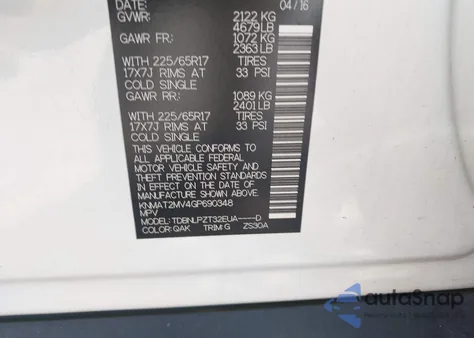 DATE: 04/16
GVWR: 2122 KG
4679 LB
GAWR FR: 1072 KG
2363 LB
WITH 225/65R17 TIRES
17X7J RIMS AT 33 PSI
COLD SINGLE
GAWR RR: 1089 KG
2401 LB
WITH 225/65R17 TIRES
17X7J RIMS AT 33 PSI
COLD SINGLE
THIS VEHICLE CONFORMS TO
ALL APPLICABLE FEDERAL
MOTOR VEHICLE SAFETY AND
THEFT PREVENTION STANDARDS
IN EFFECT ON THE DATE OF
MANUFACTURE SHOWN ABOVE.
KNMAT2MV4GP690348
MPV
MODEL: TDBNLPZT32EUA----D
COLOR: QAK TRIM: G ZS30A
autoSnap